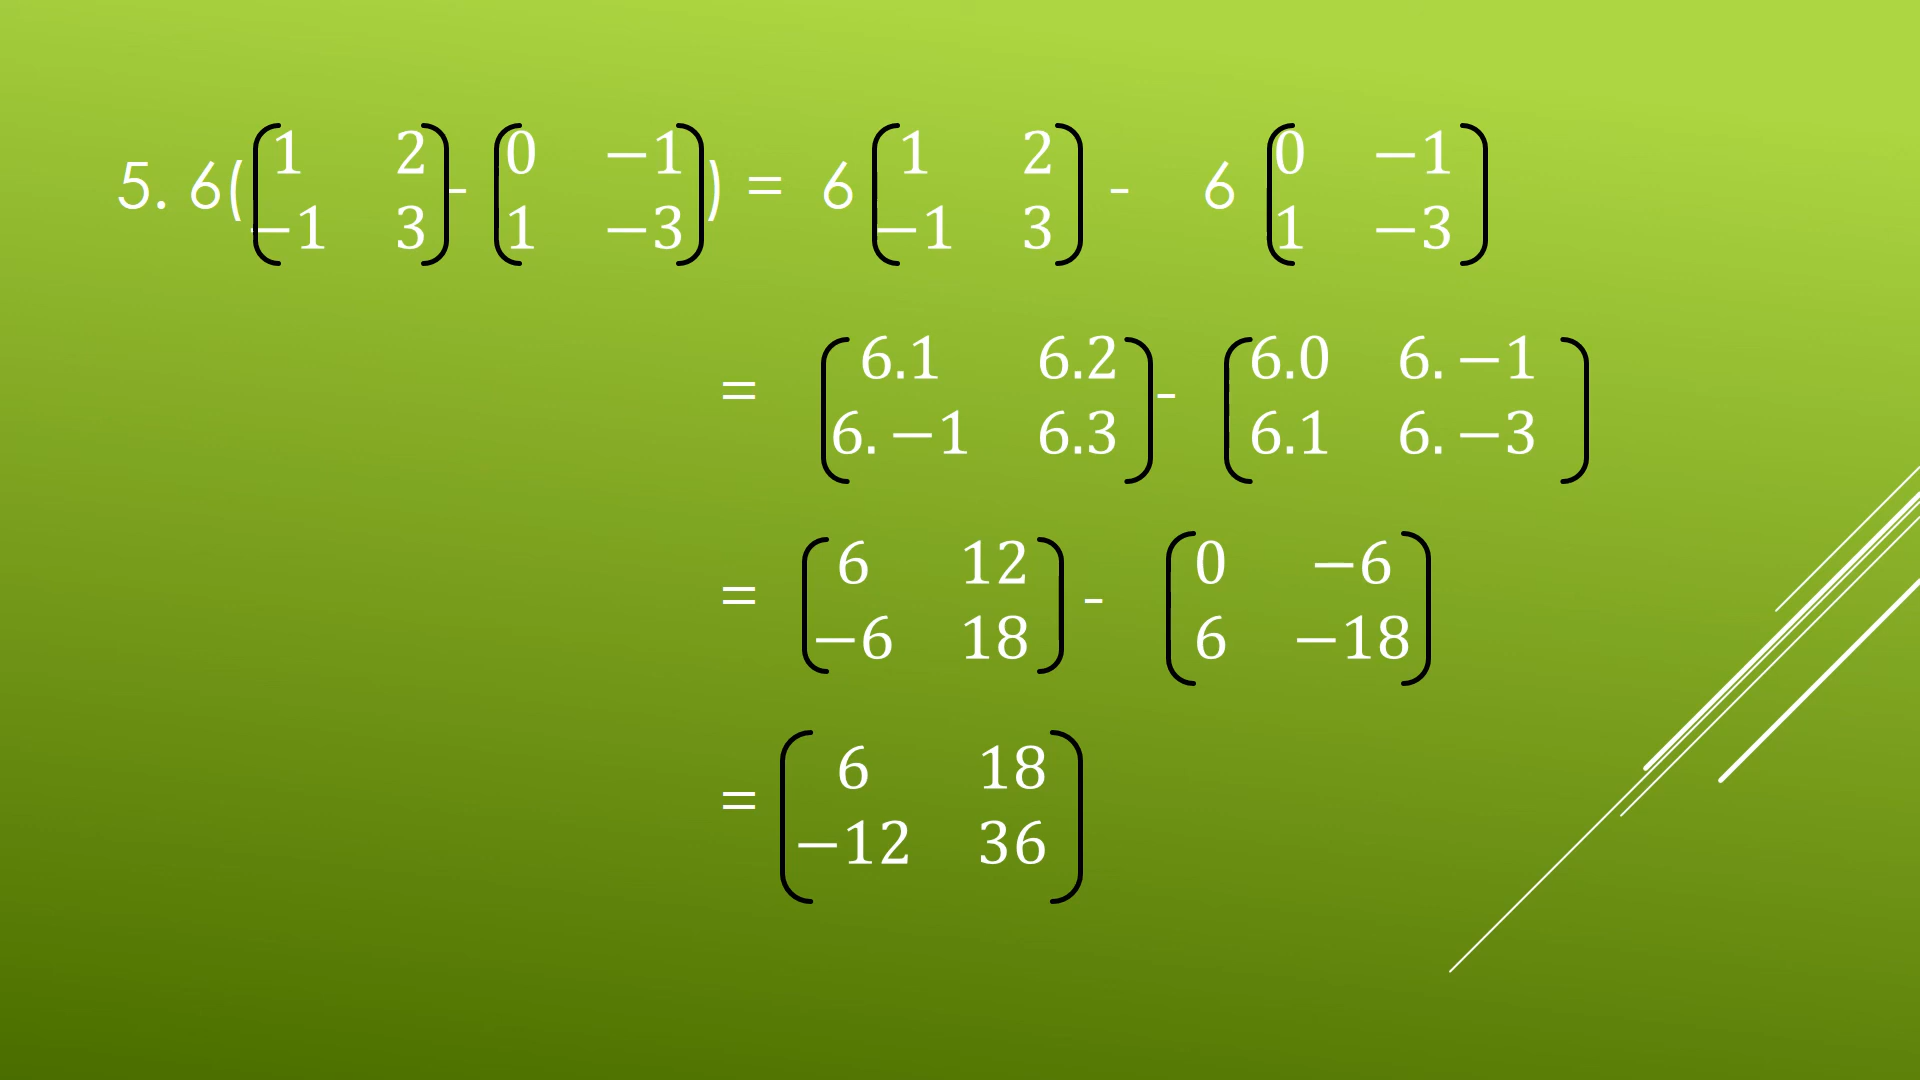 5. 6( 1 2 - 0 −1 ) = 6 1 2 - 6 0 −1
−1 3 1 −3 −1 3 1 −3
= 6.1 6.2 - 6.0 6. −1
6. −1 6.3 6.1 6. −3
= 6 12 - 0 −6
−6 18 6 −18
= 6 18
−12 36